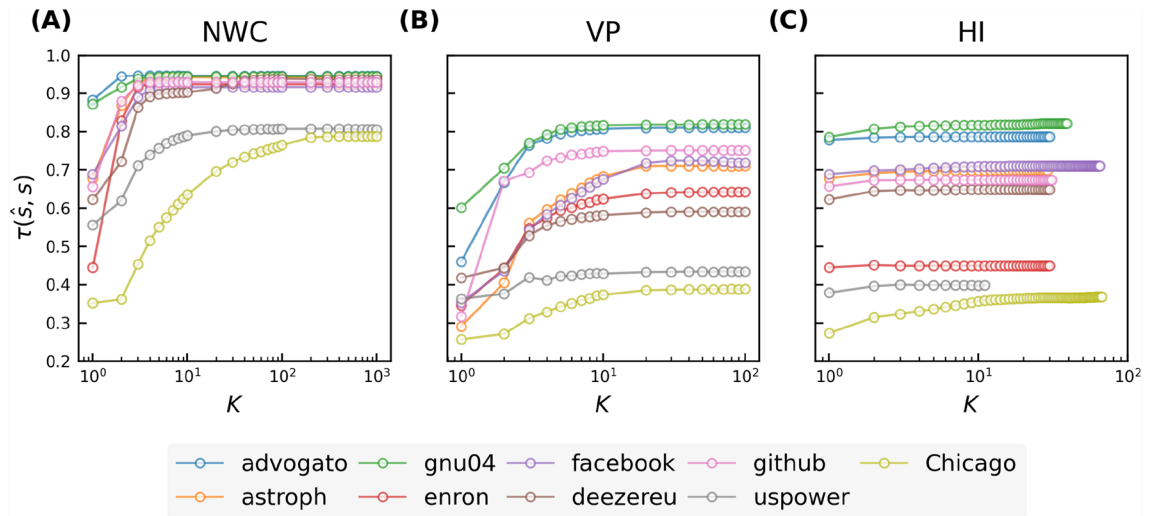 (A) NWC (B) VP (C) HI
1.0
0.9
0.8
0.7
0.6
0.5
0.4
0.3
0.2
τ(ŝ, s)
10⁰ 10¹ 10² 10³ 10⁰ 10¹ 10² 10⁰ 10¹ 10²
K K K
advogato gnu04 facebook github Chicago
astroph enron deezereu uspower